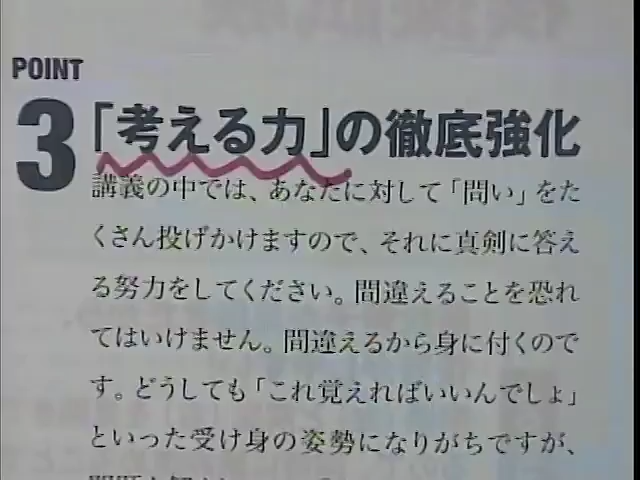 POINT
3 「考える力」の徹底強化
講義の中では、あなたに対して「問い」をた
くさん投げかけますので、それに真剣に答え
る努力をしてください。間違えることを恐れ
てはいけません。間違えるから身に付くので
す。どうしても「これ覚えればいいんでしょ」
といった受け身の姿勢になりがちですが、